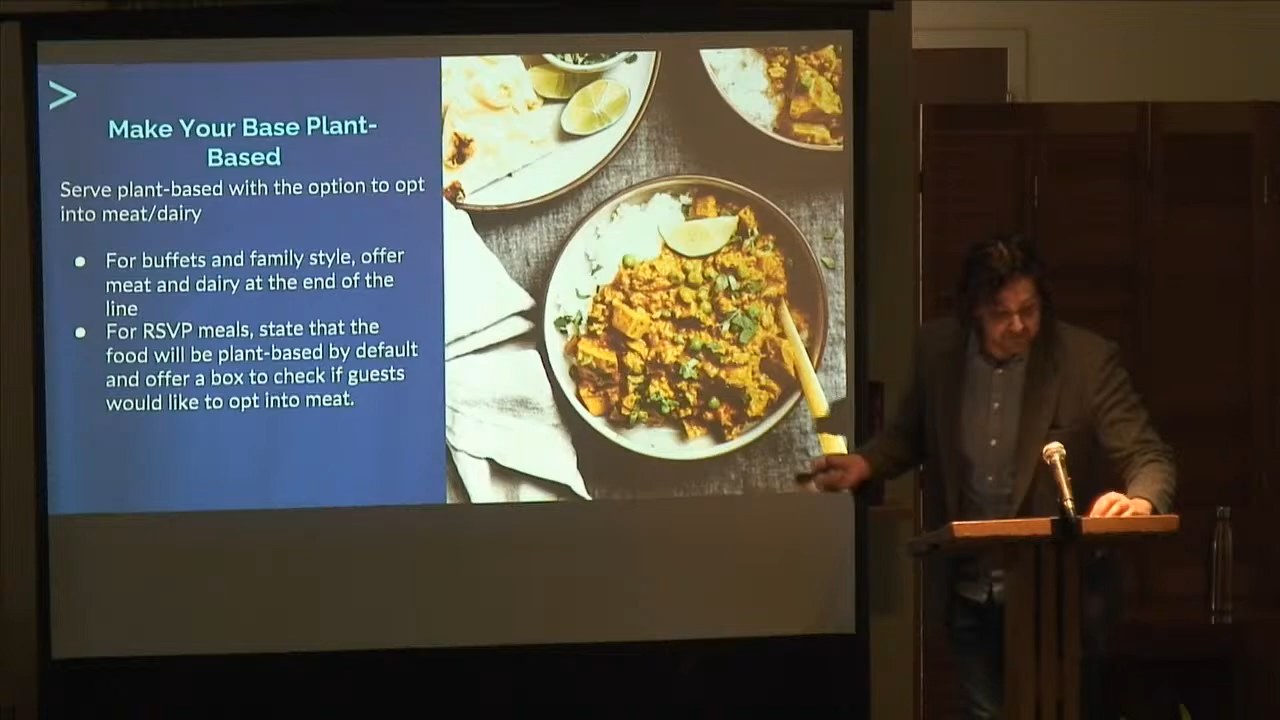 >
Make Your Base Plant-
Based
Serve plant-based with the option to opt
into meat/dairy
● For buffets and family style, offer
meat and dairy at the end of the
line
● For RSVP meals, state that the
food will be plant-based by default
and offer a box to check if guests
would like to opt into meat.